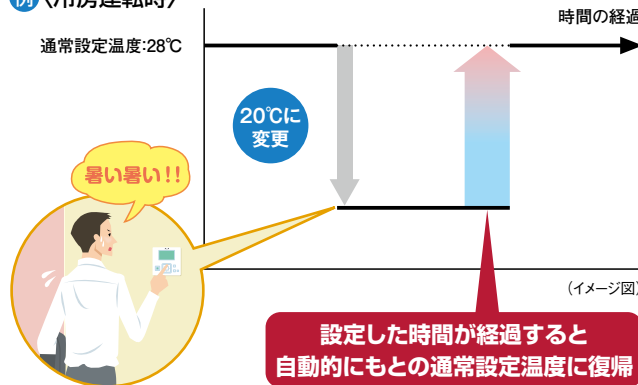 例〈冷房運転時〉
時間の経過
通常設定温度:28℃
20℃に
変更
暑い暑い!!
(イメージ図)
設定した時間が経過すると
自動的にもとの通常設定温度に復帰